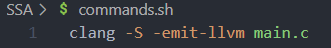 SSA > $ commands.sh
1 clang -S -emit-llvm main.c